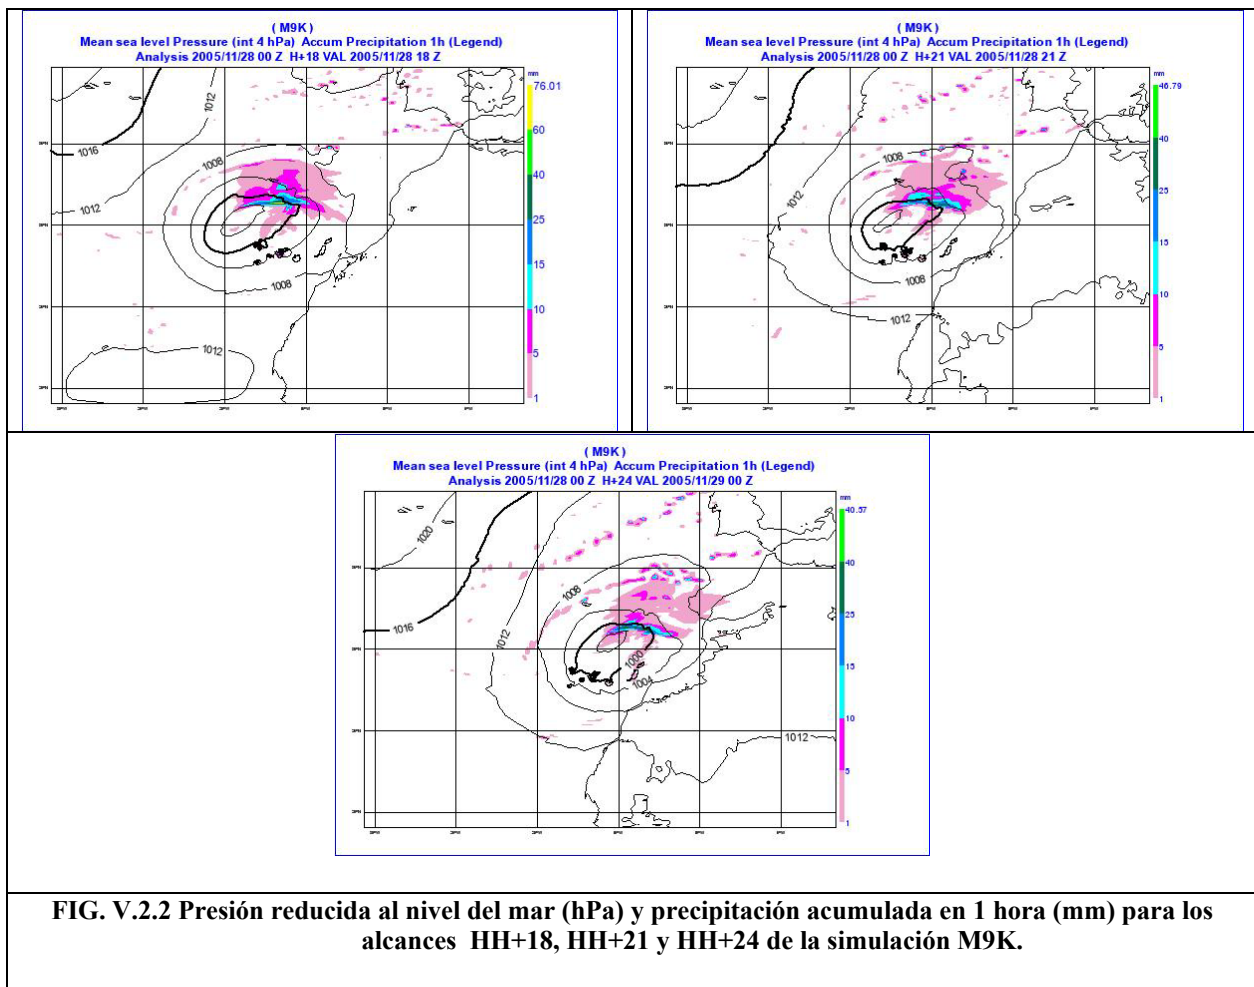 ( M9K )
Mean sea level Pressure (int 4 hPa) Accum Precipitation 1h (Legend)
Analysis 2005/11/28 00 Z H+18 VAL 2005/11/28 18 Z
mm
76.01
60
40
25
15
10
5
1
1012
1016
1008
1012
1008
1012
( M9K )
Mean sea level Pressure (int 4 hPa) Accum Precipitation 1h (Legend)
Analysis 2005/11/28 00 Z H+21 VAL 2005/11/28 21 Z
mm
46.79
40
25
15
10
5
1
1008
1012
1008
1012
( M9K )
Mean sea level Pressure (int 4 hPa) Accum Precipitation 1h (Legend)
Analysis 2005/11/28 00 Z H+24 VAL 2005/11/29 00 Z
mm
40.57
40
25
15
10
5
1
1020
1008
1016
1012
1000
1004
1012
FIG. V.2.2 Presión reducida al nivel del mar (hPa) y precipitación acumulada en 1 hora (mm) para los
alcances HH+18, HH+21 y HH+24 de la simulación M9K.